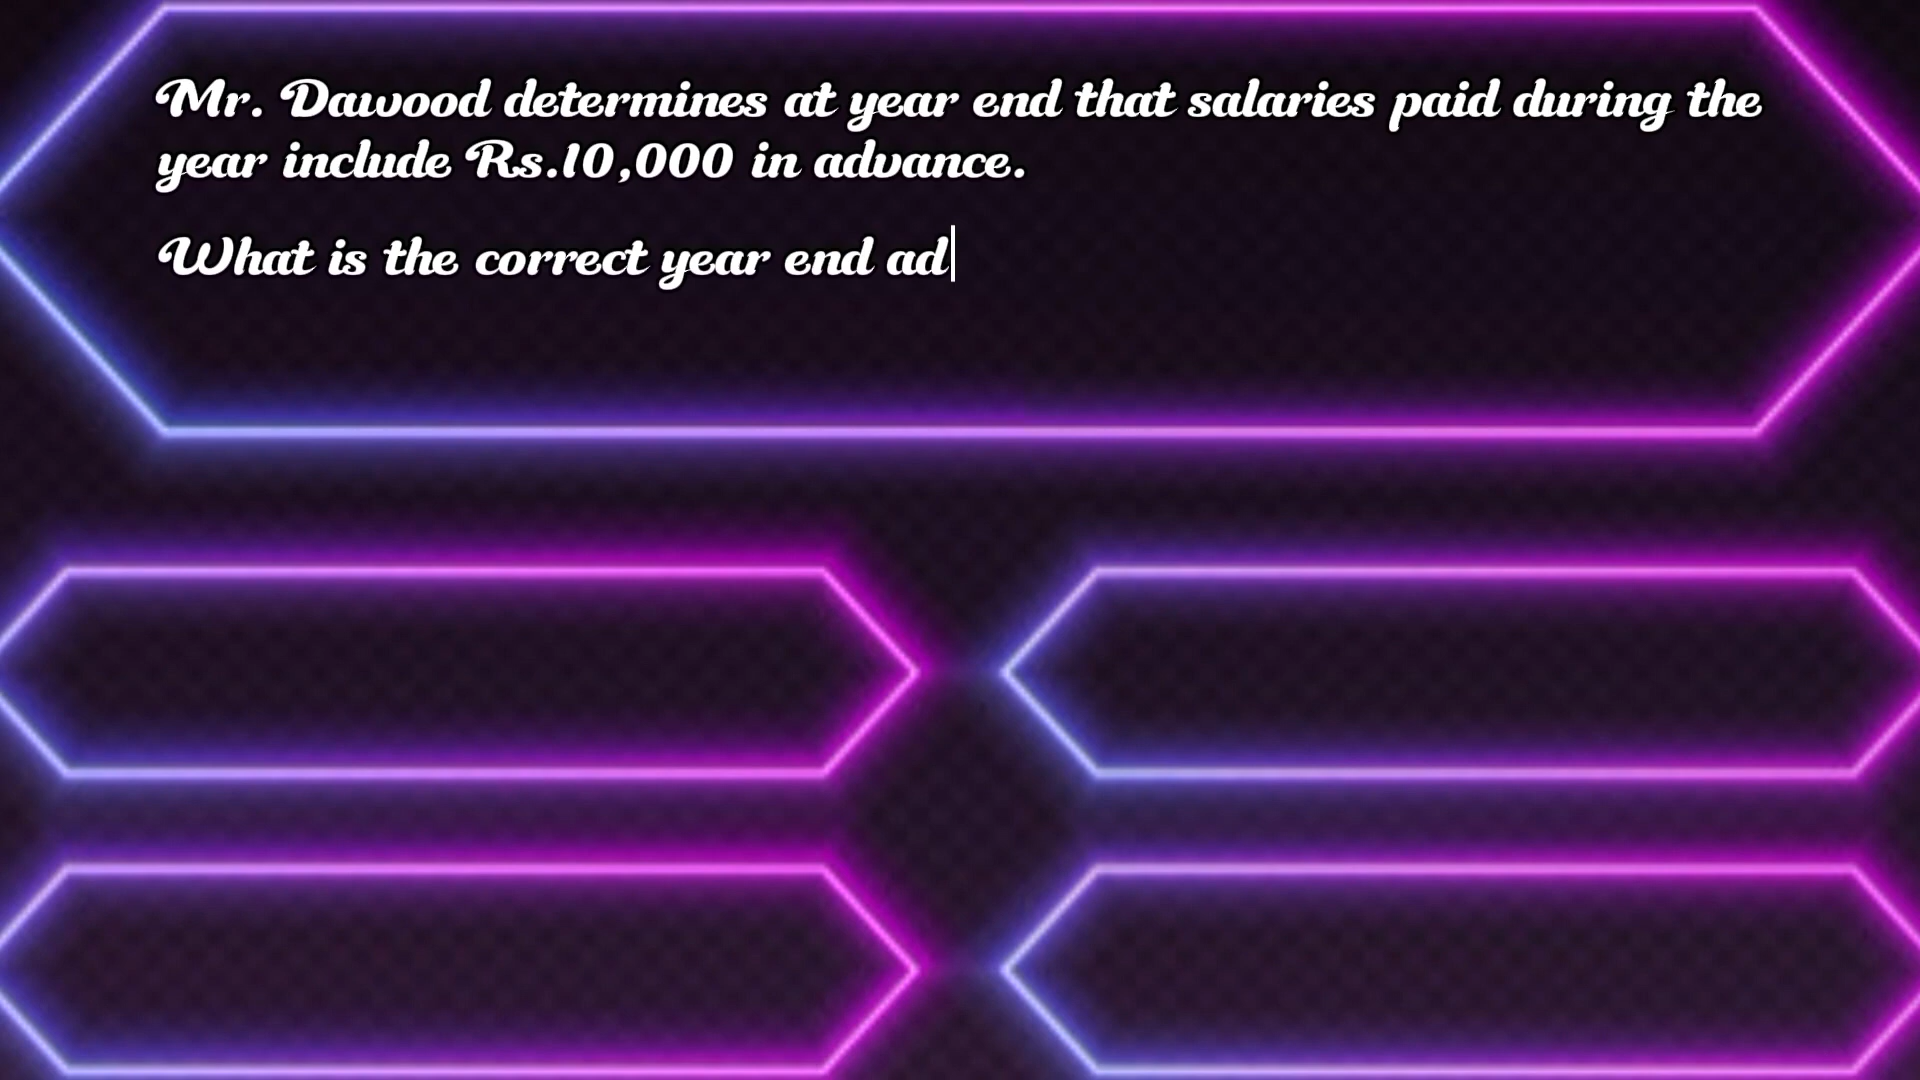 Mr. Dawood determines at year end that salaries paid during the
year include Rs.10,000 in advance.
What is the correct year end ad